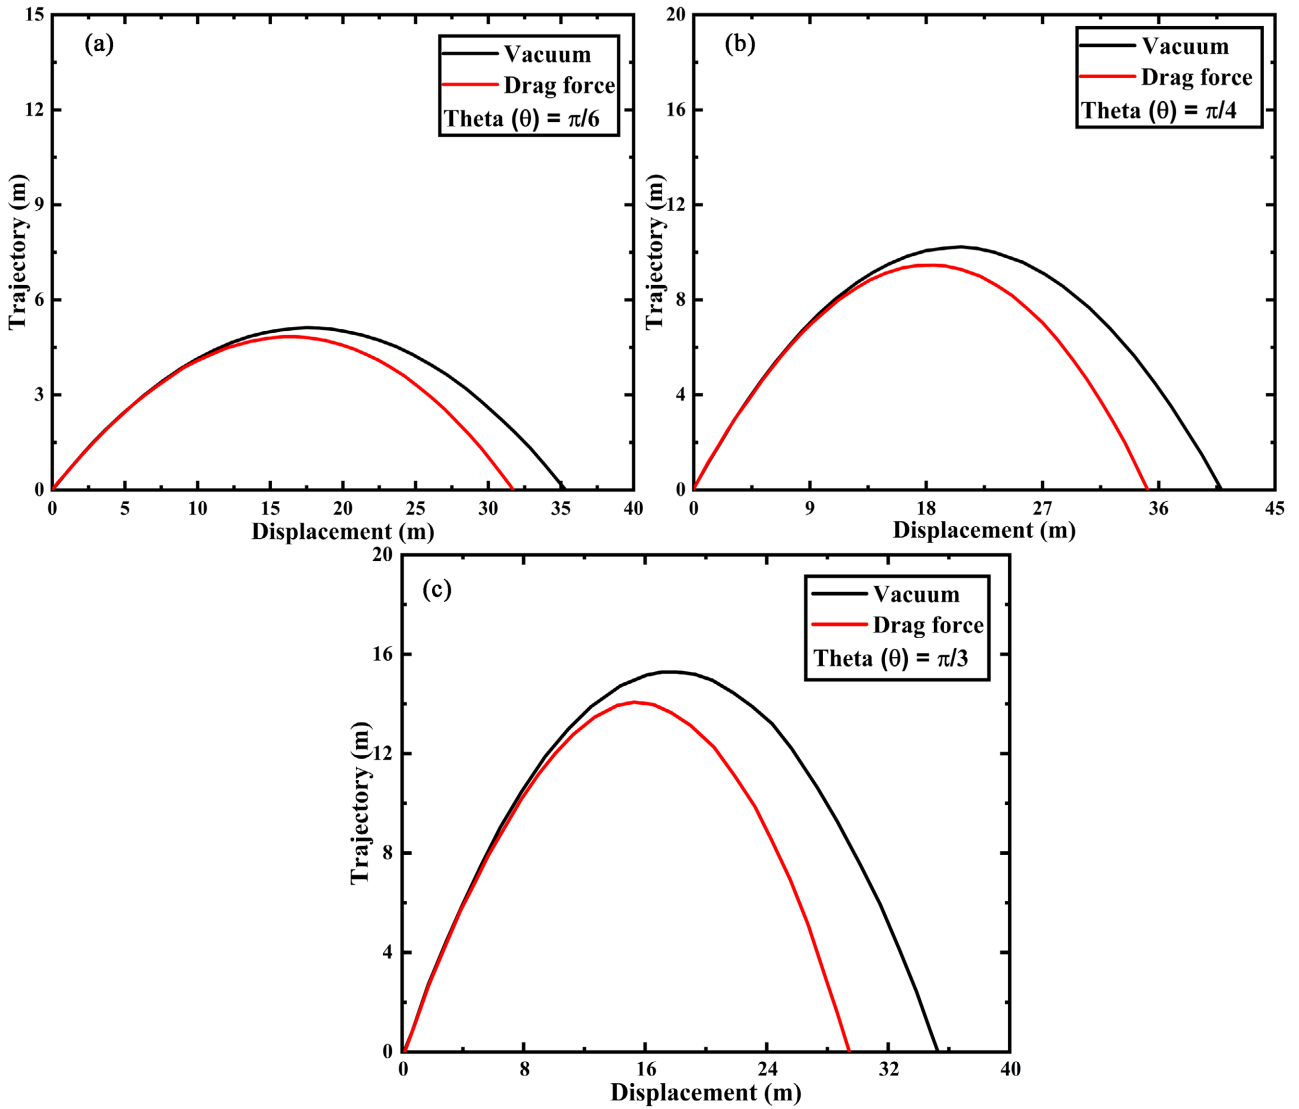 (a)
Vacuum
Drag force
Theta (θ) = π/6
Trajectory (m)
15
12
9
6
3
0
0 5 10 15 20 25 30 35 40
Displacement (m)
(b)
Vacuum
Drag force
Theta (θ) = π/4
Trajectory (m)
20
16
12
8
4
0
0 9 18 27 36 45
Displacement (m)
(c)
Vacuum
Drag force
Theta (θ) = π/3
Trajectory (m)
20
16
12
8
4
0
0 8 16 24 32 40
Displacement (m)